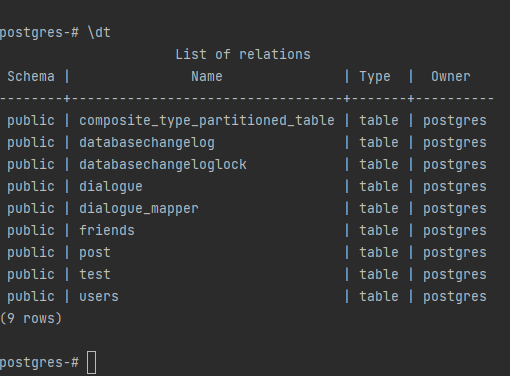 postgres-# \dt
                      List of relations
 Schema |               Name               | Type  |  Owner
--------+----------------------------------+-------+----------
 public | composite_type_partitioned_table | table | postgres
 public | databasechangelog                | table | postgres
 public | databasechangeloglock            | table | postgres
 public | dialogue                         | table | postgres
 public | dialogue_mapper                  | table | postgres
 public | friends                          | table | postgres
 public | post                             | table | postgres
 public | test                             | table | postgres
 public | users                            | table | postgres
(9 rows)
postgres-#